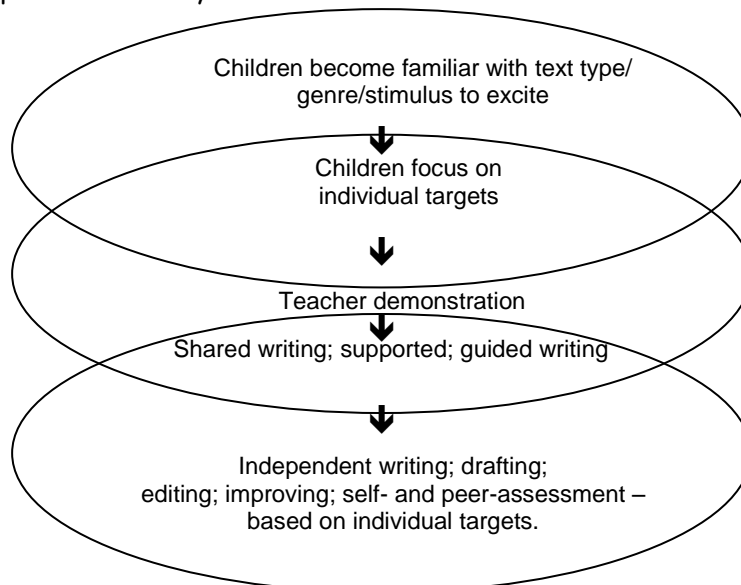 Children become familiar with text type/
genre/stimulus to excite
Children focus on
individual targets
Teacher demonstration
Shared writing; supported; guided writing
Independent writing; drafting;
editing; improving; self- and peer-assessment –
based on individual targets.